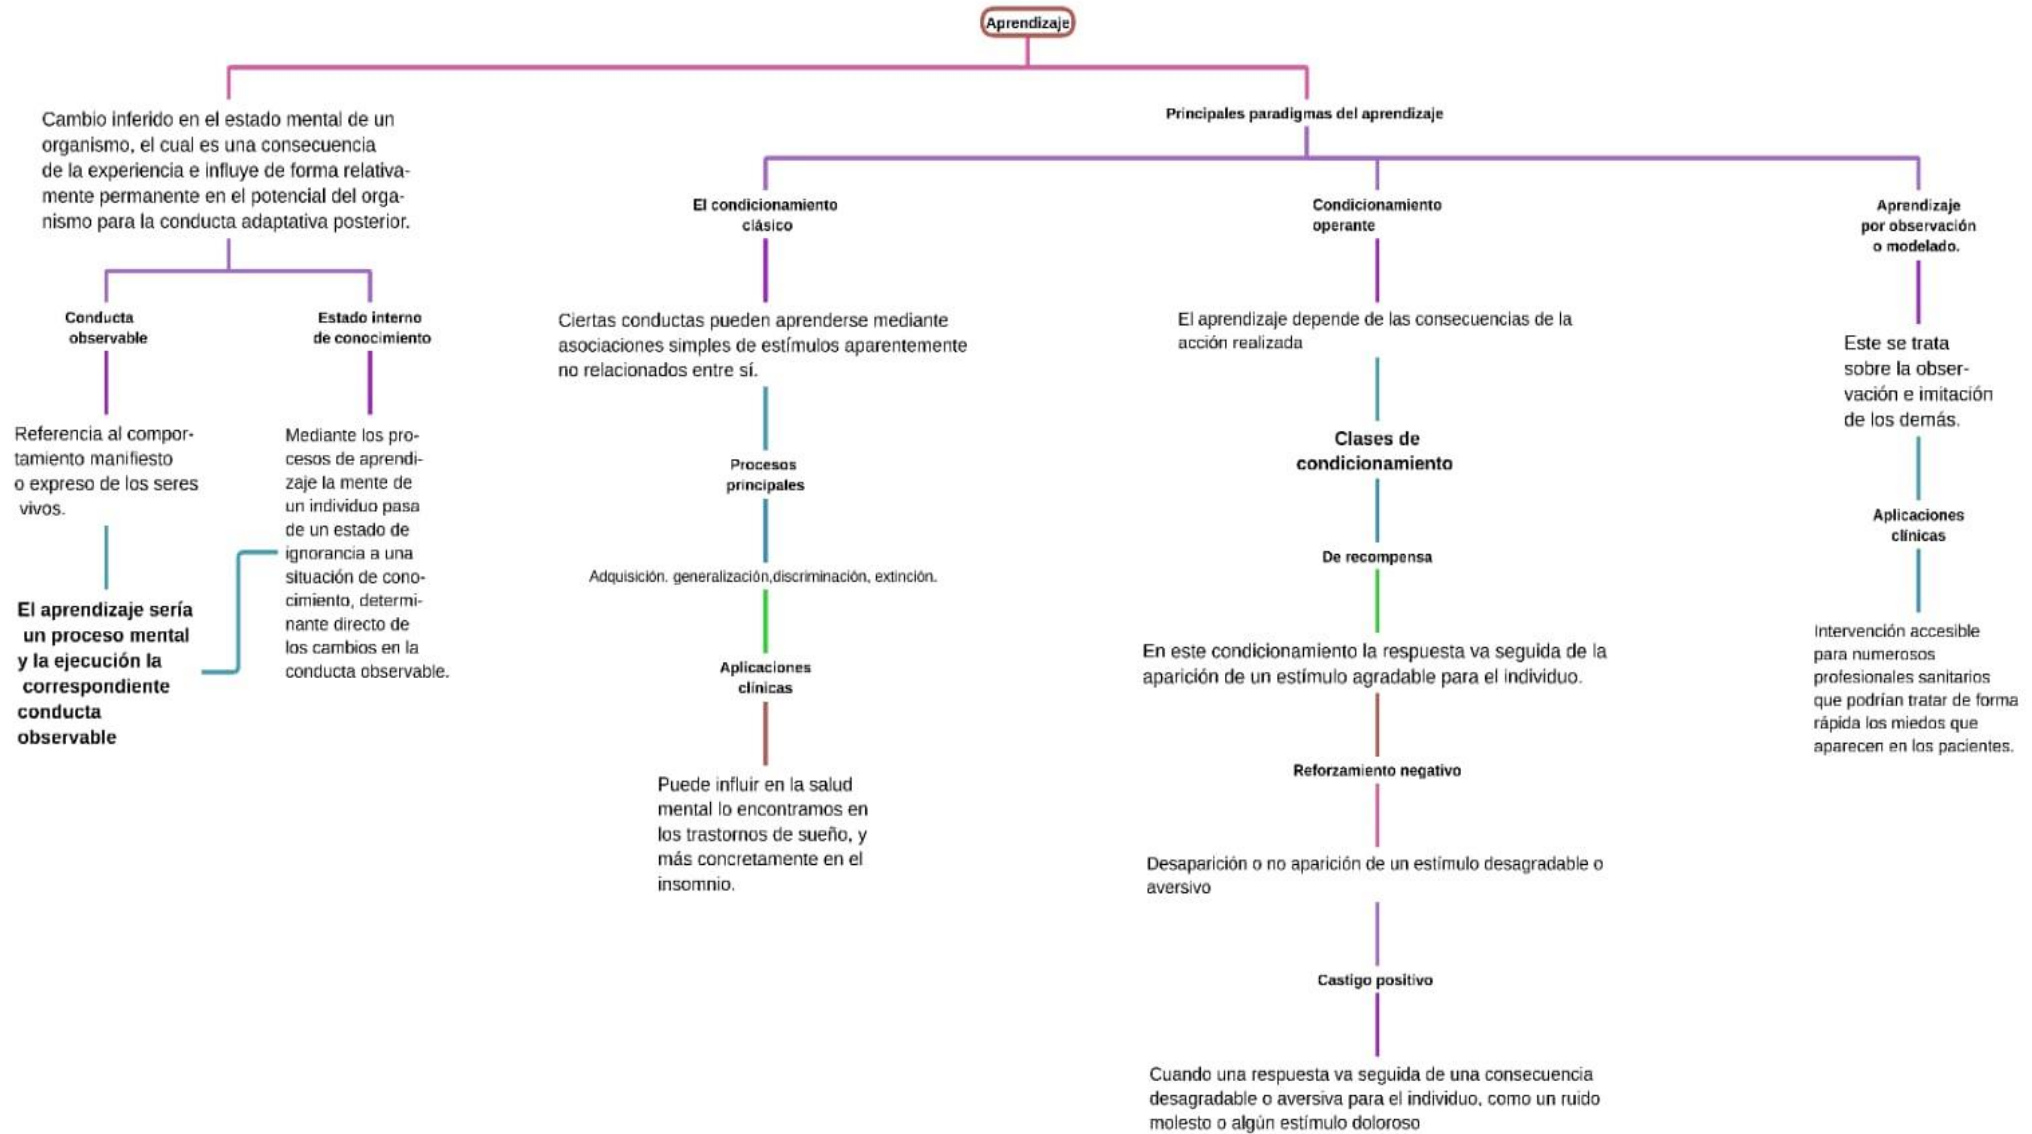 Aprendizaje
Cambio inferido en el estado mental de un
organismo, el cual es una consecuencia
de la experiencia e influye de forma relativa-
mente permanente en el potencial del orga-
nismo para la conducta adaptativa posterior.
Conducta
observable
Referencia al compor-
tamiento manifiesto
o expreso de los seres
vivos.
El aprendizaje sería
un proceso mental
y la ejecución la
correspondiente
conducta
observable
Estado interno
de conocimiento
Mediante los pro-
cesos de aprendi-
zaje la mente de
un individuo pasa
de un estado de
ignorancia a una
situación de cono-
cimiento, determi-
nante directo de
los cambios en la
conducta observable.
Principales paradigmas del aprendizaje
El condicionamiento
clásico
Ciertas conductas pueden aprenderse mediante
asociaciones simples de estímulos aparentemente
no relacionados entre sí.
Procesos
principales
Adquisición. generalización,discriminación, extinción.
Aplicaciones
clínicas
Puede influir en la salud
mental lo encontramos en
los trastornos de sueño, y
más concretamente en el
insomnio.
Condicionamiento
operante
El aprendizaje depende de las consecuencias de la
acción realizada
Clases de
condicionamiento
De recompensa
En este condicionamiento la respuesta va seguida de la
aparición de un estímulo agradable para el individuo.
Reforzamiento negativo
Desaparición o no aparición de un estímulo desagradable o
aversivo
Castigo positivo
Cuando una respuesta va seguida de una consecuencia
desagradable o aversiva para el individuo, como un ruido
molesto o algún estímulo doloroso
Aprendizaje
por observación
o modelado.
Este se trata
sobre la obser-
vación e imitación
de los demás.
Aplicaciones
clínicas
Intervención accesible
para numerosos
profesionales sanitarios
que podrían tratar de forma
rápida los miedos que
aparecen en los pacientes.